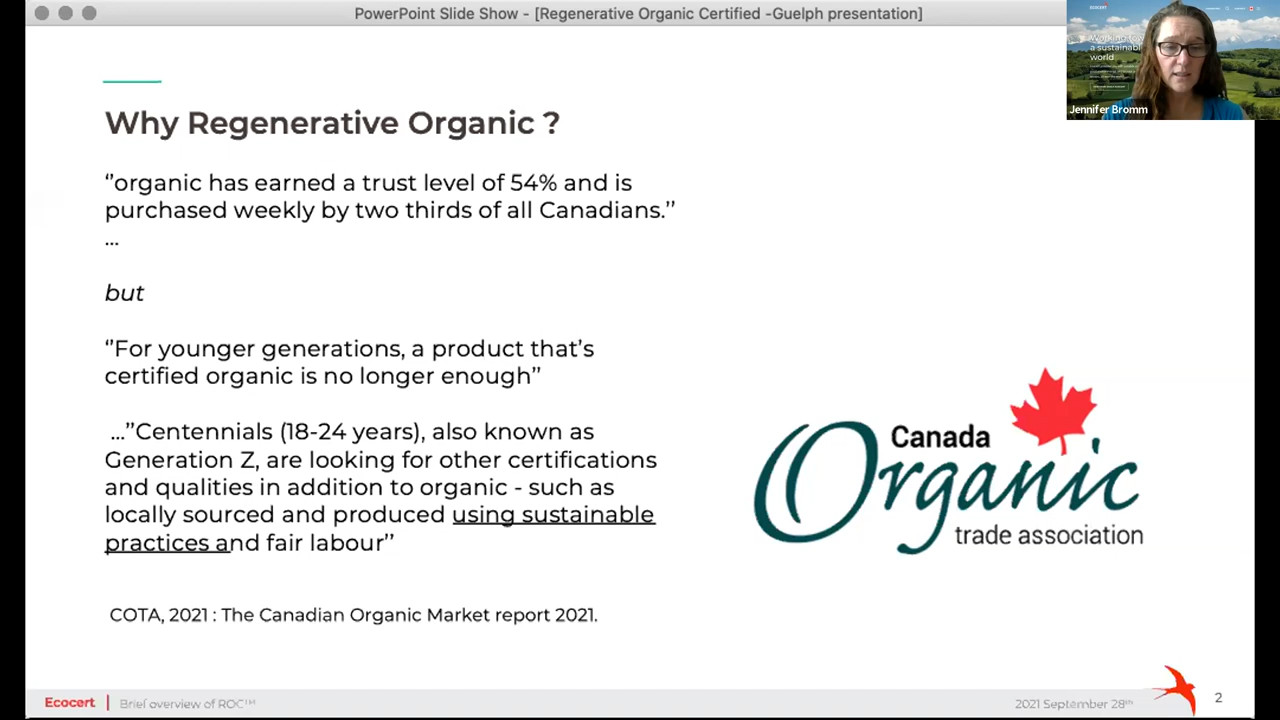 PowerPoint Slide Show - [Regenerative Organic Certified -Guelph presentation]
ECOCERT
Working tow
a sustainabl
world
Jennifer Bromm
Why Regenerative Organic ?
‘’organic has earned a trust level of 54% and is
purchased weekly by two thirds of all Canadians.’’
...
but
‘’For younger generations, a product that’s
certified organic is no longer enough’’
...’’Centennials (18-24 years), also known as
Generation Z, are looking for other certifications
and qualities in addition to organic - such as
locally sourced and produced using sustainable
practices and fair labour’’
COTA, 2021 : The Canadian Organic Market report 2021.
Canada
Organic
trade association
Ecocert | Brief overview of ROC™
2021 September 28th
2